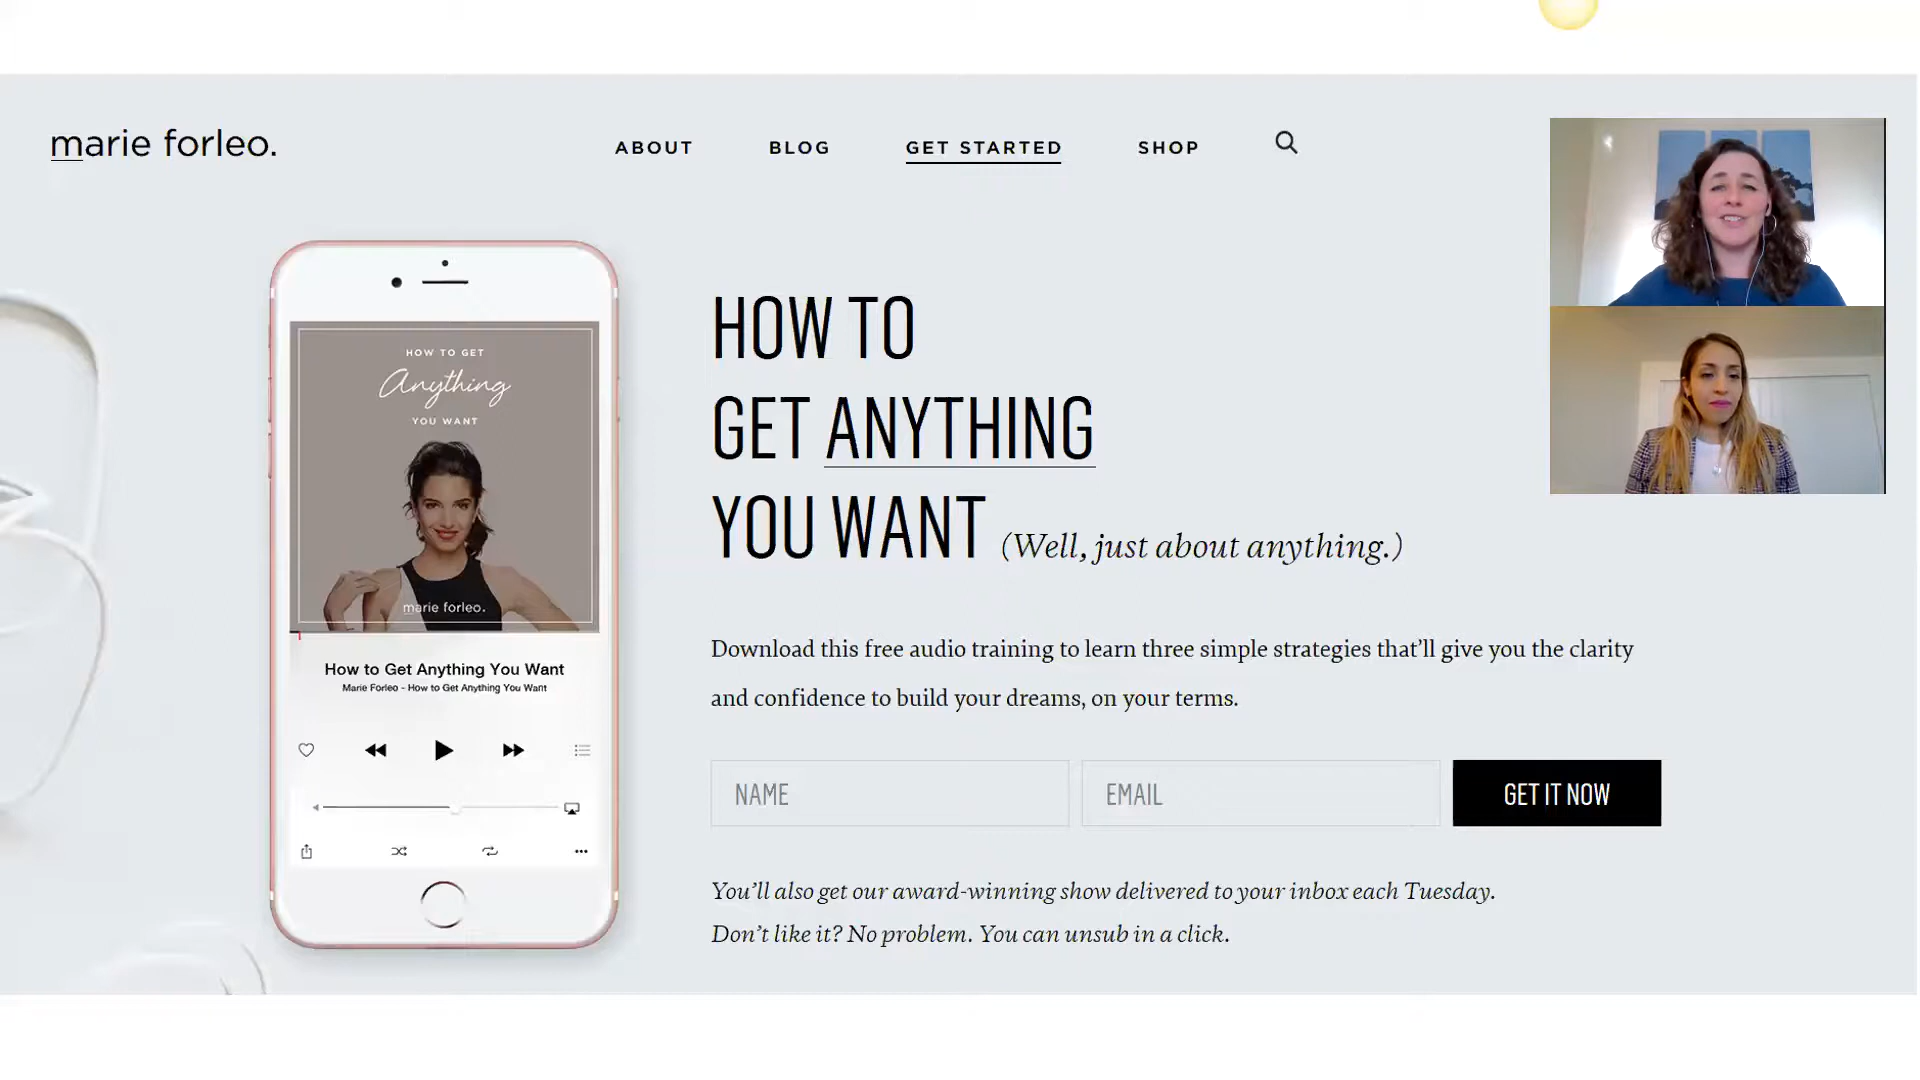 marie forleo.
ABOUT
BLOG
GET STARTED
SHOP
HOW TO GET
Anything
YOU WANT
marie forleo.
How to Get Anything You Want
Marie Forleo - How to Get Anything You Want
HOW TO
GET ANYTHING
YOU WANT (Well, just about anything.)
Download this free audio training to learn three simple strategies that’ll give you the clarity
and confidence to build your dreams, on your terms.
NAME
EMAIL
GET IT NOW
You’ll also get our award-winning show delivered to your inbox each Tuesday.
Don’t like it? No problem. You can unsub in a click.